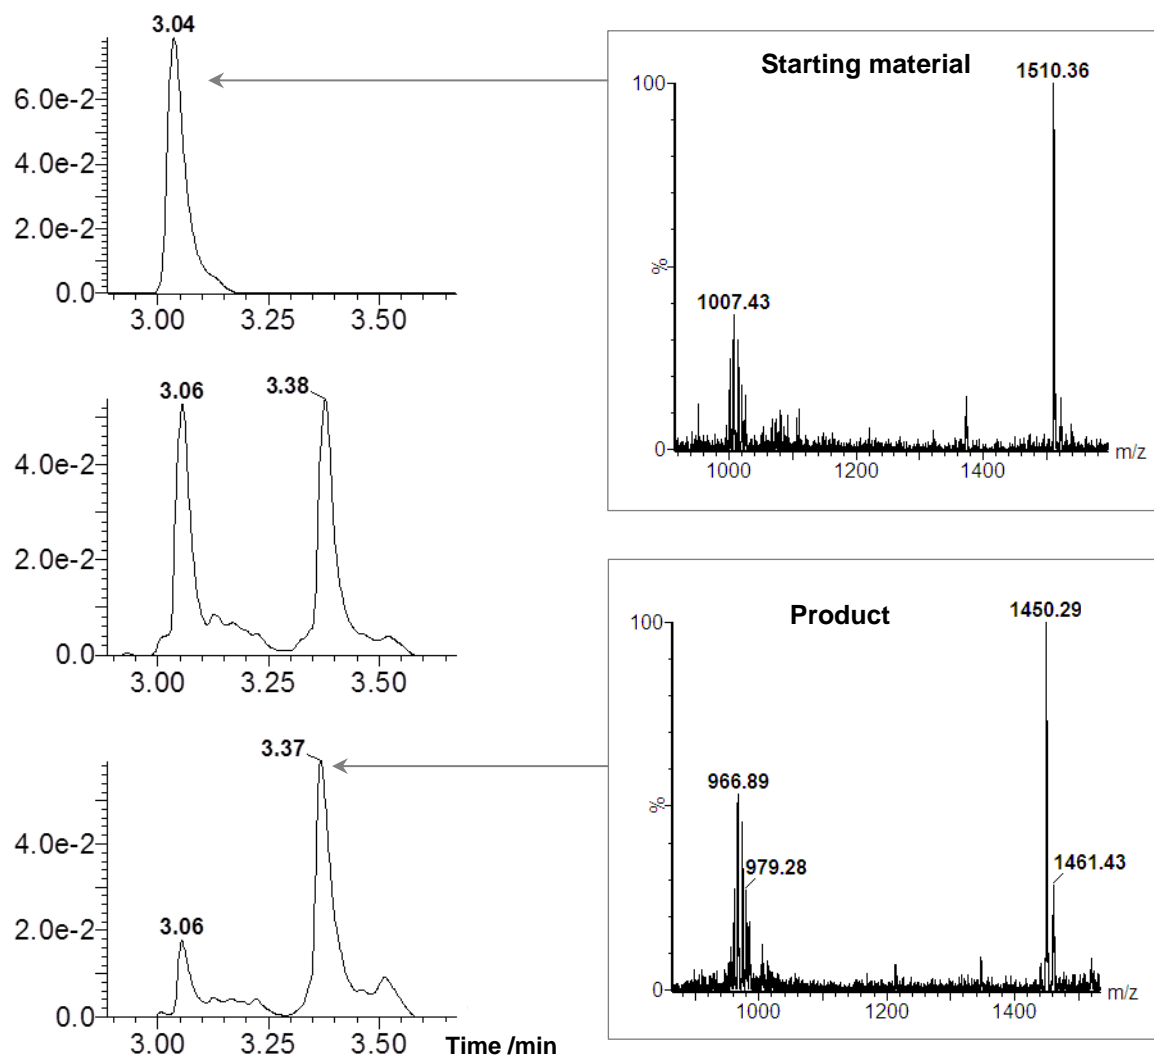 3.04
6.0e-2
4.0e-2
2.0e-2
0.0
3.00 3.25 3.50
Starting material
1510.36
100
%
1007.43
0
m/z
1000 1200 1400
3.06 3.38
4.0e-2
2.0e-2
0.0
3.00 3.25 3.50
3.37
4.0e-2
2.0e-2
3.06
0.0
3.00 3.25 3.50
Time /min
Product
1450.29
100
%
966.89
979.28
1461.43
0
m/z
1000 1200 1400